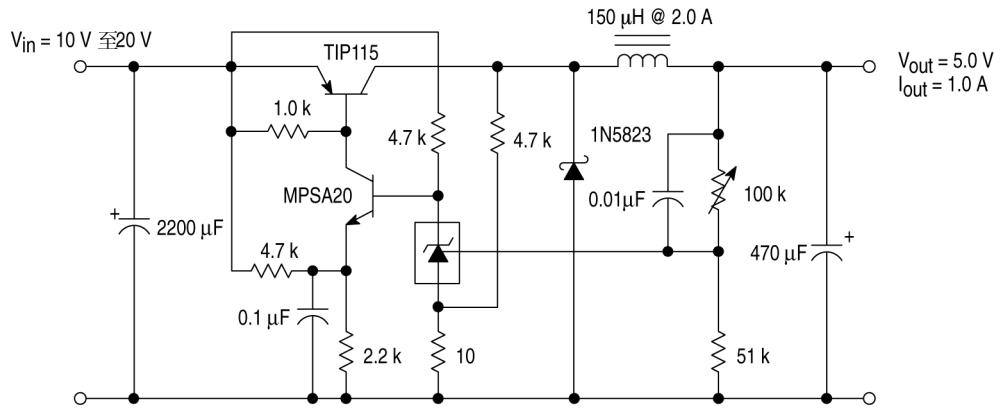 150 μH @ 2.0 A
Vin = 10 V 至20 V
TIP115
Vout = 5.0 V
Iout = 1.0 A
1.0 k
4.7 k
4.7 k
1N5823
MPSA20
0.01μF
100 k
+
2200 μF
4.7 k
470 μF
+
0.1 μF
2.2 k
10
51 k